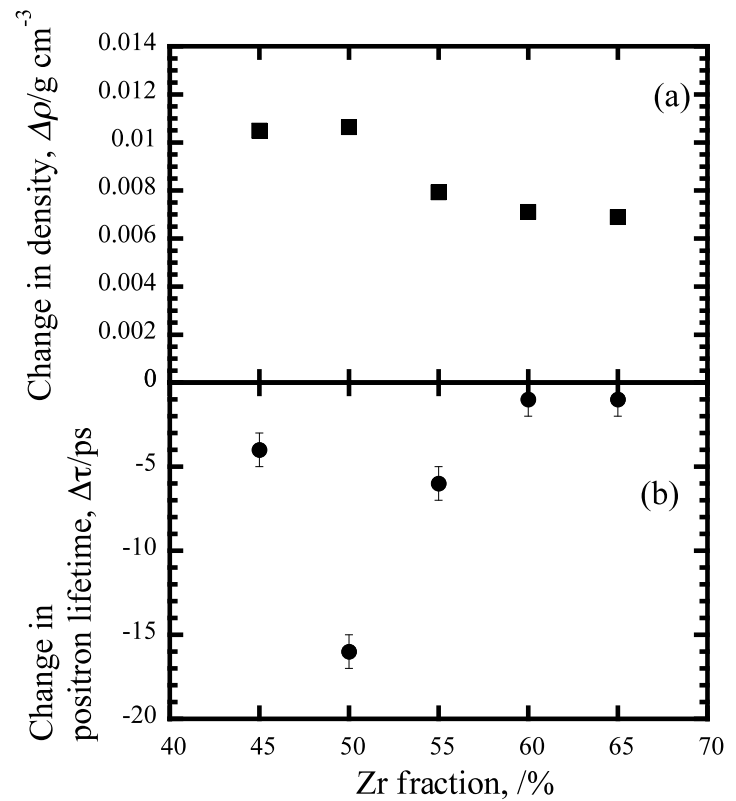 Change in density, Δρ/g cm-3
0.014
0.012
0.01
0.008
0.006
0.004
0.002
0
(a)
Change in
positron lifetime, Δτ/ps
-5
-10
-15
-20
(b)
40 45 50 55 60 65 70
Zr fraction, /%